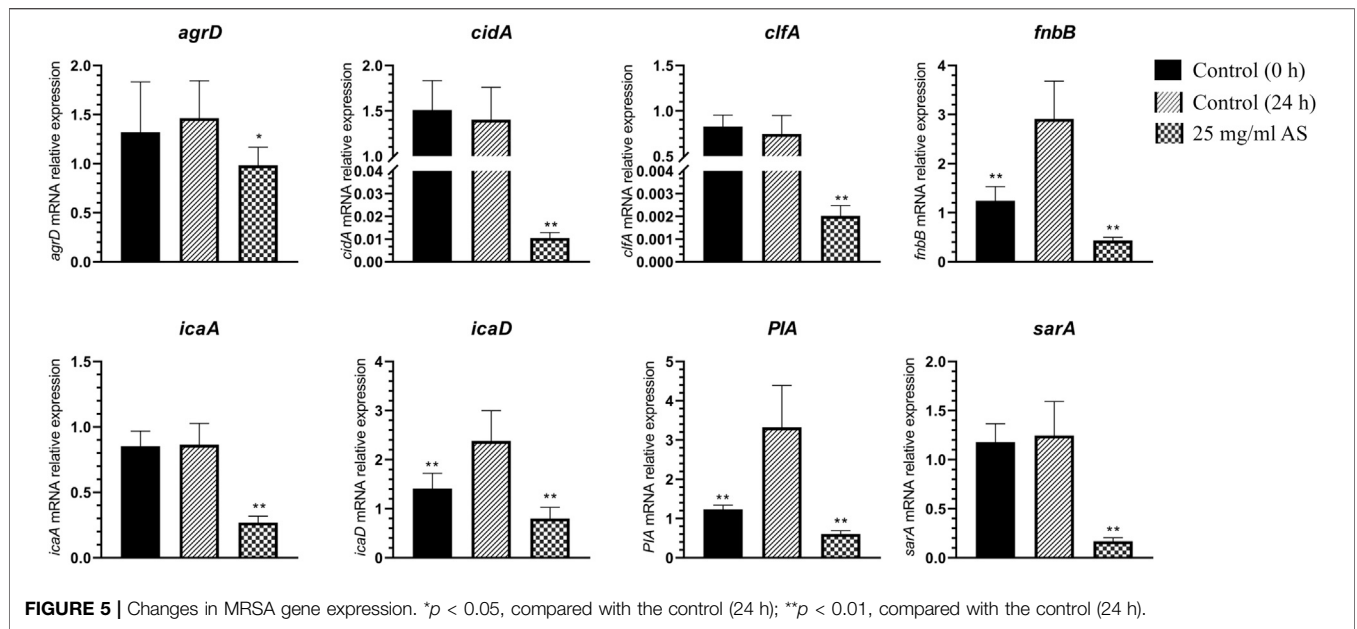 agrD
cidA
clfA
fnbB
agrD mRNA relative expression
2.0
1.5
1.0
0.5
0.0
*
cidA mRNA relative expression
2.0
1.5
1.0
0.04
0.03
0.02
0.01
0.00
**
clfA mRNA relative expression
1.5
1.0
0.5
0.004
0.003
0.002
0.001
0.000
**
fnbB mRNA relative expression
4
3
2
1
0
**
**
Control (0 h)
Control (24 h)
25 mg/ml AS
icaA
icaD
PIA
sarA
icaA mRNA relative expression
1.5
1.0
0.5
0.0
**
icaD mRNA relative expression
4
3
2
1
0
**
**
PIA mRNA relative expression
5
4
3
2
1
0
**
**
sarA mRNA relative expression
2.0
1.5
1.0
0.5
0.0
**
FIGURE 5 | Changes in MRSA gene expression. *p < 0.05, compared with the control (24 h); **p < 0.01, compared with the control (24 h).